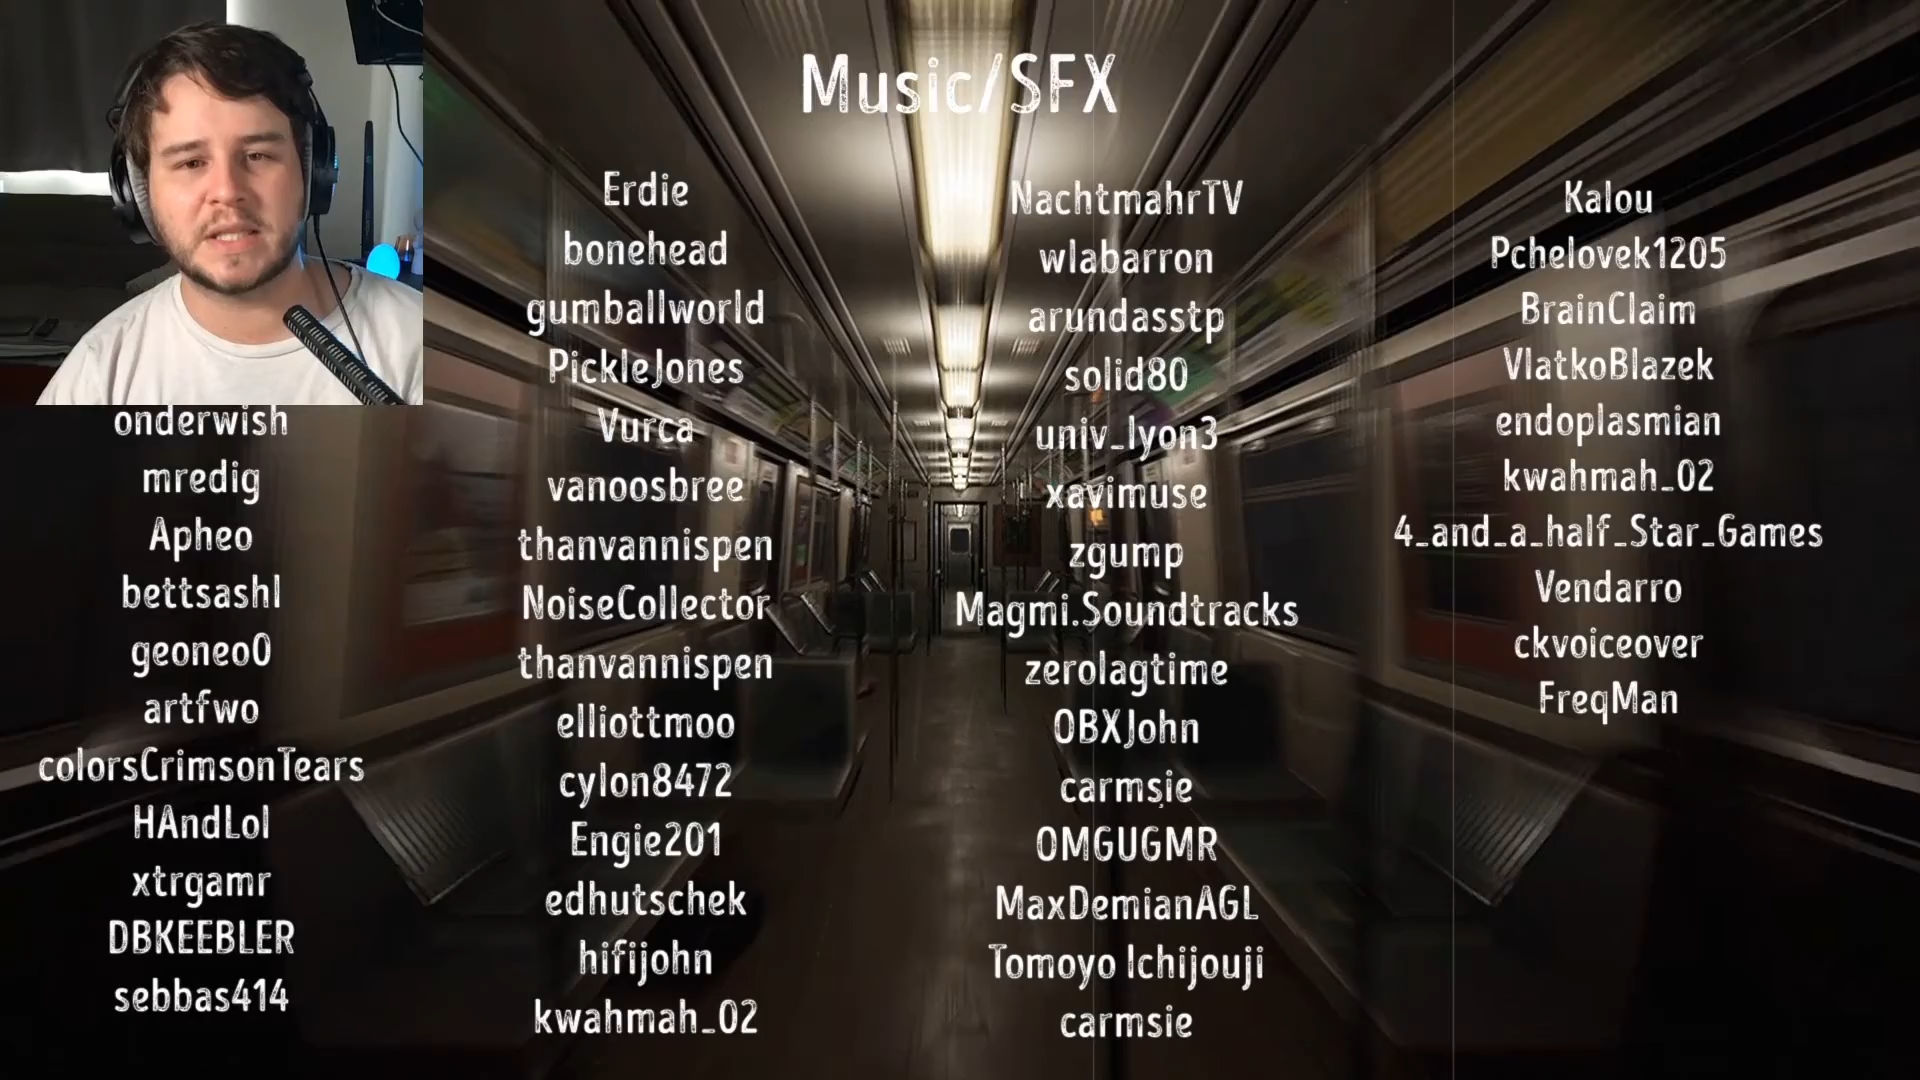 Music/SFX
onderwish
mredig
Apheo
bettsashl
geoneo0
artfwo
colorsCrimsonTears
HAndLol
xtrgamr
DBKEEBLER
sebbas414
Erdie
bonehead
gumballworld
PickleJones
Vurca
vanoosbree
thanvannispen
NoiseCollector
thanvannispen
elliottmoo
cylon8472
Engie201
edhutschek
hifijohn
kwahmah_02
NachtmahrTV
wlabarron
arundasstp
solid80
univ_lyon3
xavimuse
zgump
Magmi.Soundtracks
zerolagtime
OBXJohn
carmsie
OMGUGMR
MaxDemianAGL
Tomoyo Ichijouji
carmsie
Kalou
Pchelovek1205
BrainClaim
VlatkoBlazek
endoplasmian
kwahmah_02
4_and_a_half_Star_Games
Vendarro
ckvoiceover
FreqMan